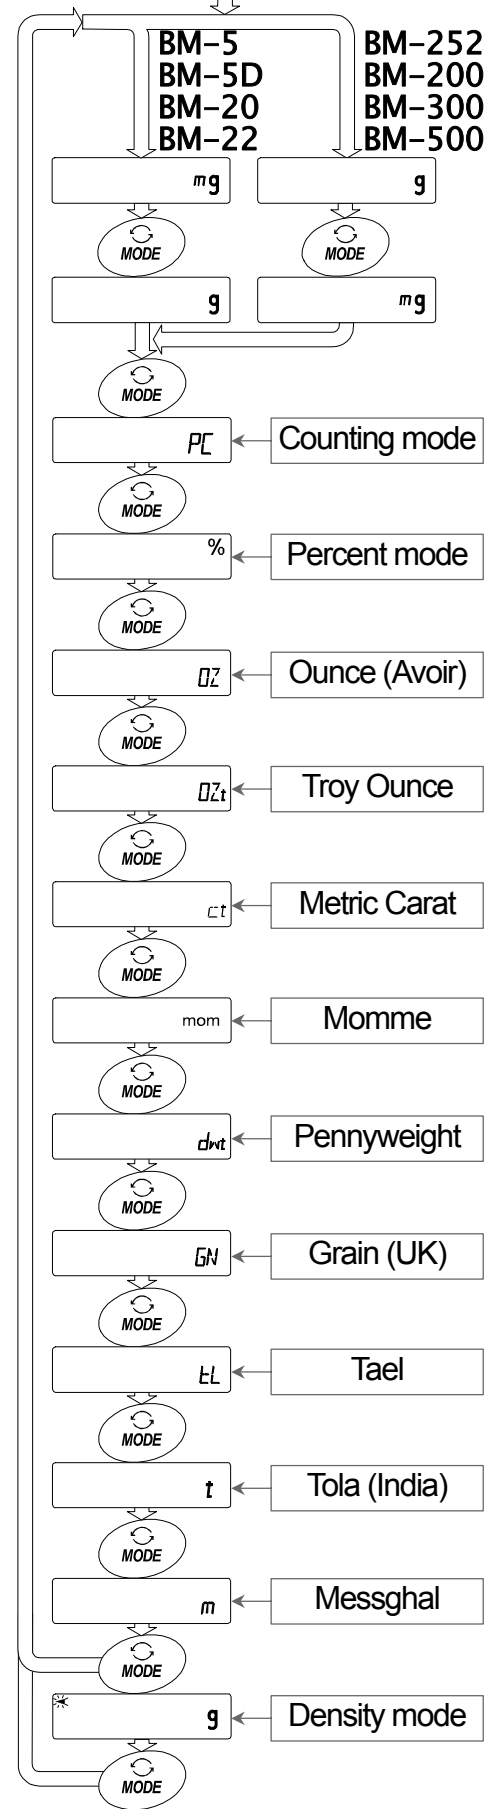 BM-5
BM-5D
BM-20
BM-22
BM-252
BM-200
BM-300
BM-500
mg
g
MODE
MODE
g
mg
MODE
PC
Counting mode
MODE
%
Percent mode
MODE
OZ
Ounce (Avoir)
MODE
OZt
Troy Ounce
MODE
ct
Metric Carat
MODE
mom
Momme
MODE
dwt
Pennyweight
MODE
GN
Grain (UK)
MODE
tL
Tael
MODE
t
Tola (India)
MODE
m
Messghal
MODE
g
Density mode
MODE